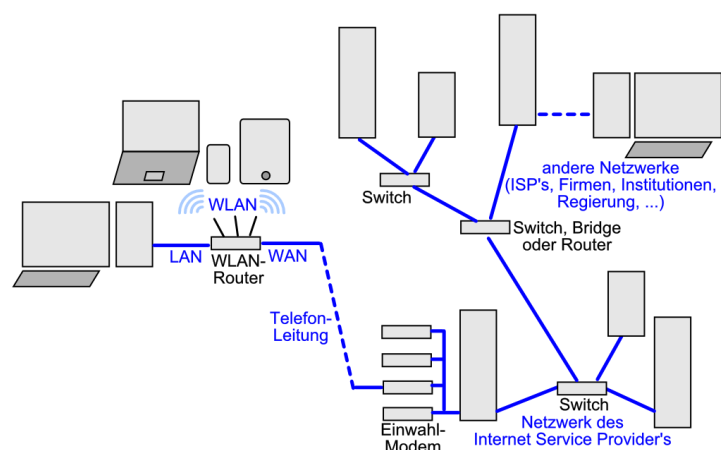 WLAN
LAN
WLAN-
Router
WAN
Telefon-
Leitung
Switch
andere Netzwerke
(ISP's, Firmen, Institutionen,
Regierung, ...)
Switch, Bridge
oder Router
Einwahl-
Modem
Switch
Netzwerk des
Internet Service Provider's